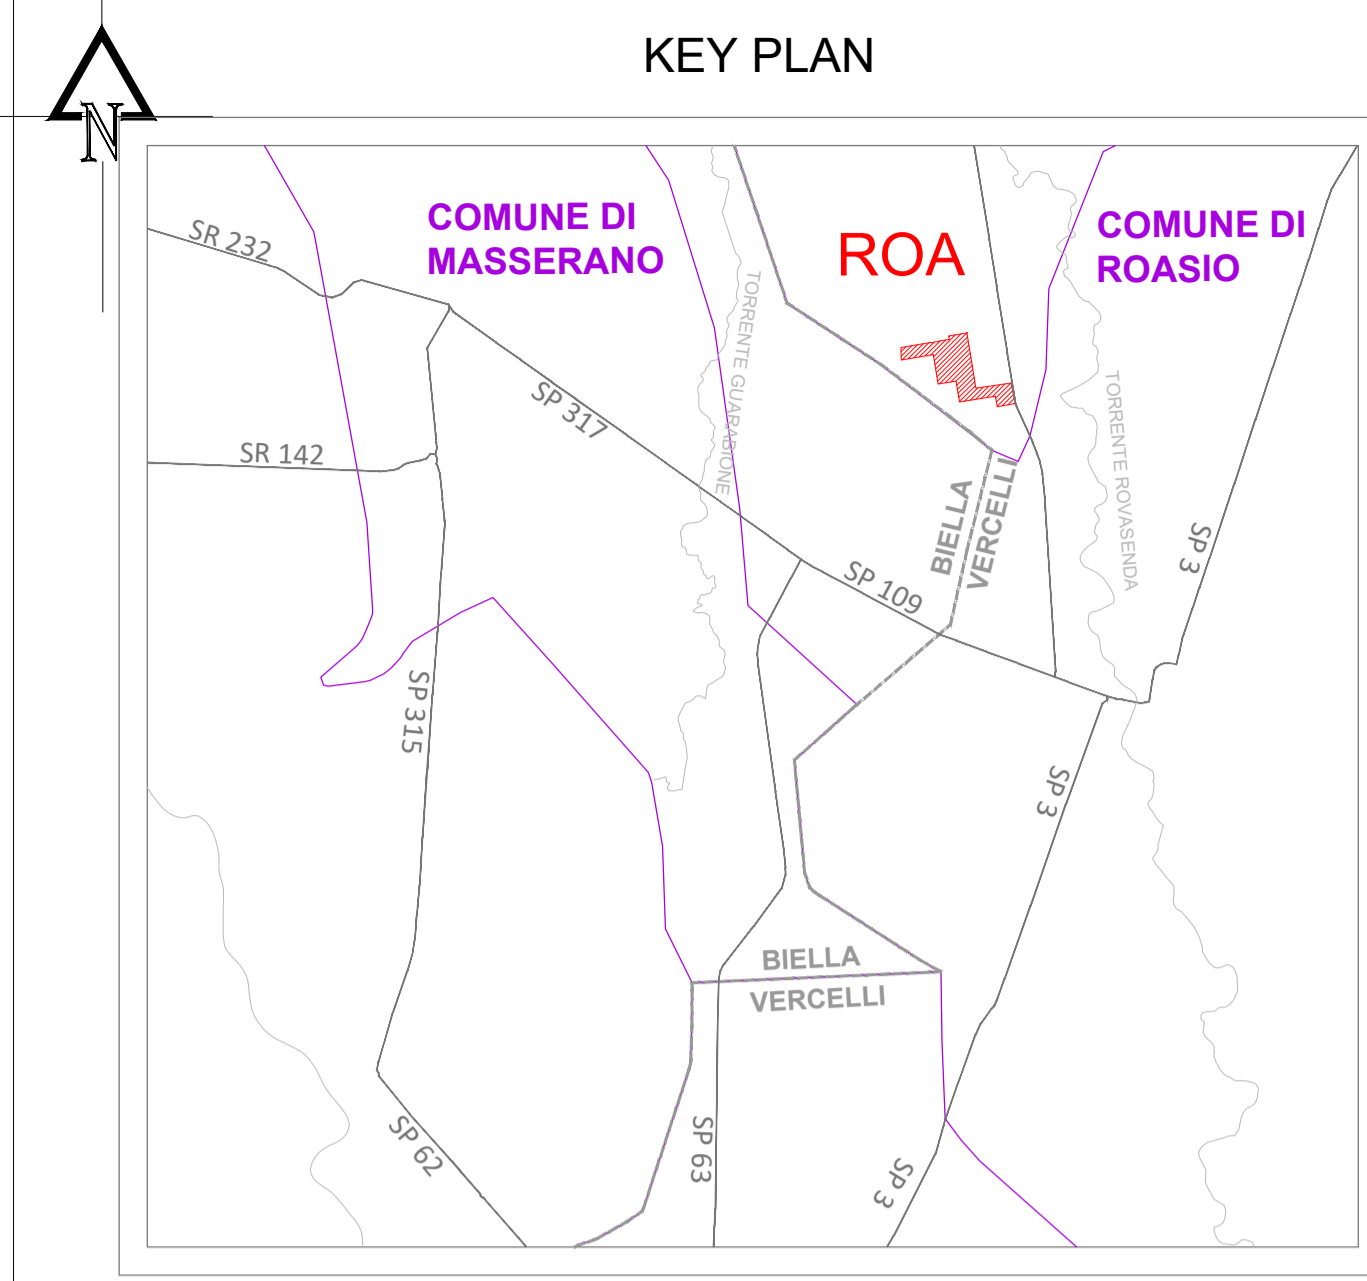 KEY PLAN
N
COMUNE DI
MASSERANO
ROA
COMUNE DI
ROASIO
SR 232
TORRENTE GUARABIONE
SP 317
TORRENTE ROVASENDA
SR 142
BIELLA
VERCELLI
SP 3
SP 109
SP 315
SP 3
BIELLA
VERCELLI
SP 62
SP 63
SP 3